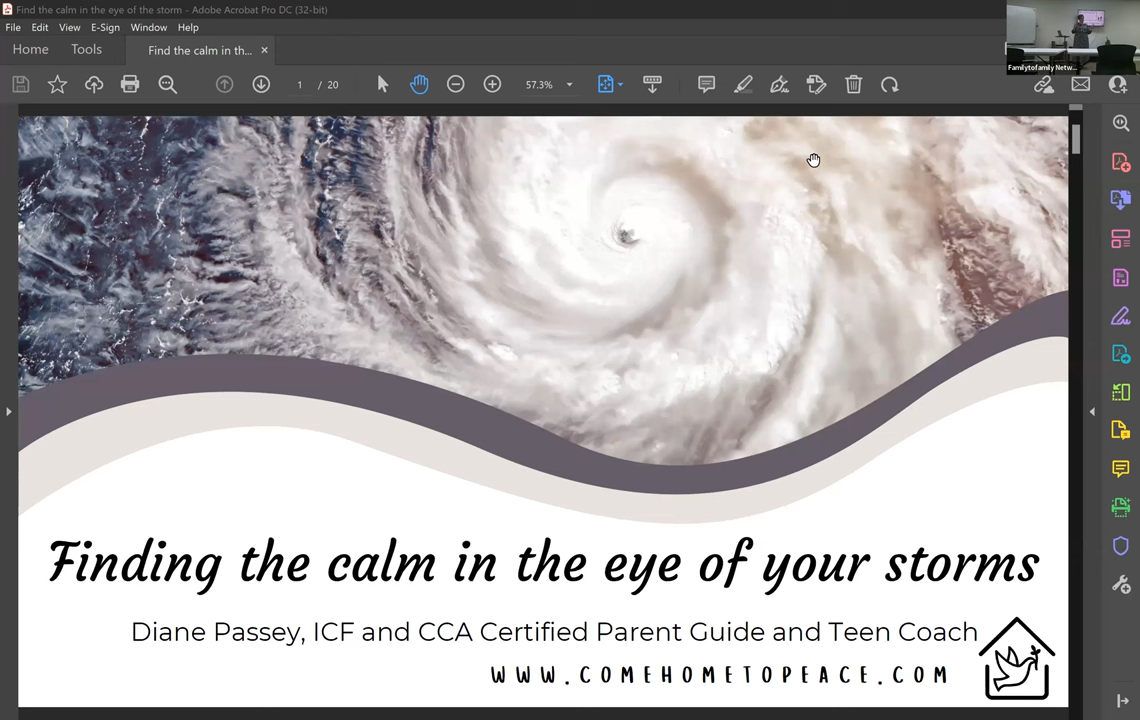 Find the calm in the eye of the storm - Adobe Acrobat Pro DC (32-bit)
File Edit View E-Sign Window Help
Home Tools Find the calm in th... ×
1 / 20 57.3%
Familytofamily Netw...
Finding the calm in the eye of your storms
Diane Passey, ICF and CCA Certified Parent Guide and Teen Coach
WWW.COMEHOMETOPEACE.COM